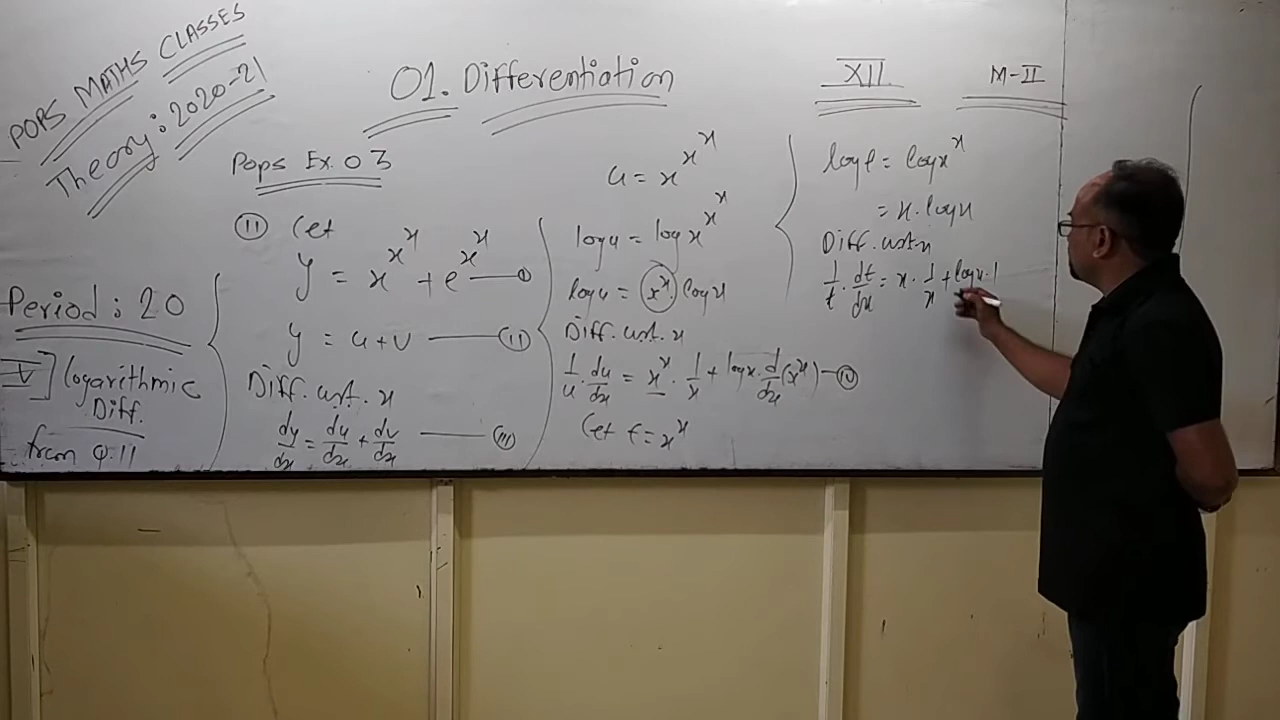 POPS MATHS CLASSES
Theory: 2020-21
01. Differentiation
XII
M-II
Period: 20
V] logarithmic
Diff.
from Q.11
Pops Ex. 03
(11) Let
y = x^{x^x} + e^{x^x} — (I)
y = u+v — (II)
Diff. w.r.t. x
dy/dx = du/dx + dv/dx — (III)
u = x^{x^x}
log u = log x^{x^x}
log u = (x^x) . log x
Diff. w.r.t. x
1/u . du/dx = x^x . 1/x + log x . d/dx (x^x) — (IV)
Let t = x^x
log t = log x^x
= x . log x
Diff. w.r.t x
1/t . dt/dx = x . 1/x + log x . 1